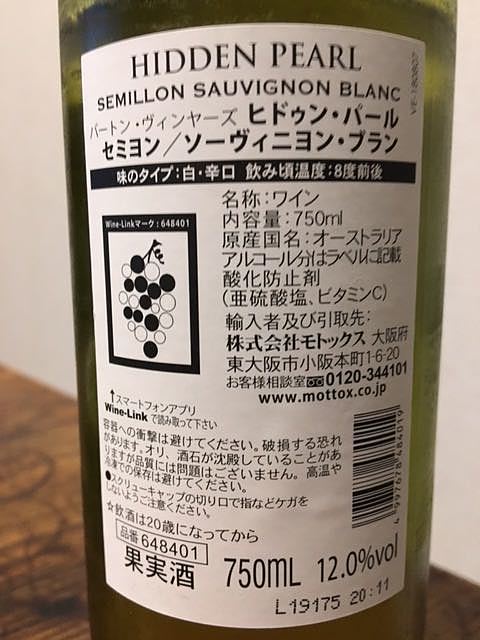 HIDDEN PEARL
SEMILLON SAUVIGNON BLANC
バートン・ヴィンヤーズ ヒドゥン・パール
セミヨン/ソーヴィニヨン・ブラン
VE-180807
味のタイプ:白・辛口 飲み頃温度:8度前後
Wine-Linkマーク:648401
名称:ワイン
内容量:750ml
原産国名:オーストラリア
アルコール分はラベルに記載
酸化防止剤
(亜硫酸塩、ビタミンC)
輸入者及び引取先:
株式会社モトックス 大阪府
東大阪市小阪本町1-6-20
お客様相談室 0120-344101
www.mottox.co.jp
↑スマートフォンアプリ
Wine-Link で読み取って下さい
容器への衝撃は避けてください。破損する恐れ
があります。オリ、酒石が沈殿していることがあ
りますが品質には問題はございません。高温や
冷凍での保存は避けてください。
●スクリューキャップの切り口で指などケガを
しないようご注意ください。
☆飲酒は20歳になってから
品番 648401
4 997678 484019
果実酒 750mL 12.0%vol
L19175 20:11